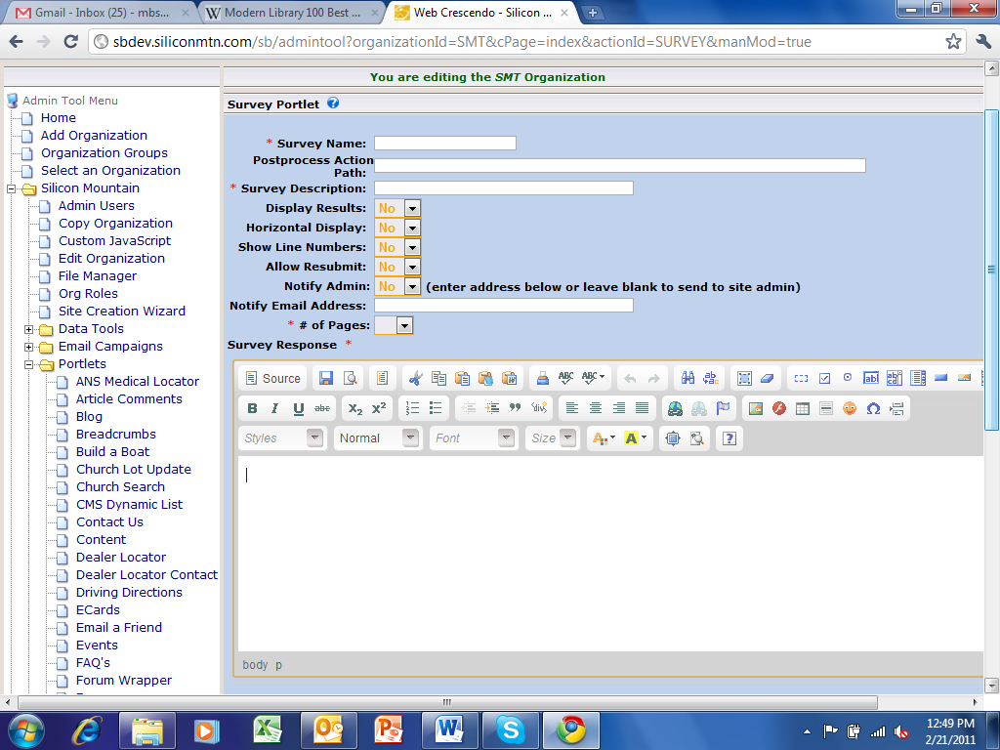 Gmail - Inbox (25) - mbs...
Modern Library 100 Best ...
Web Crescendo - Silicon ...
sbdev.siliconmtn.com/sb/admintool?organizationId=SMT&cPage=index&actionId=SURVEY&manMod=true
You are editing the SMT Organization
Admin Tool Menu
Home
Add Organization
Organization Groups
Select an Organization
Silicon Mountain
Admin Users
Copy Organization
Custom JavaScript
Edit Organization
File Manager
Org Roles
Site Creation Wizard
Data Tools
Email Campaigns
Portlets
ANS Medical Locator
Article Comments
Blog
Breadcrumbs
Build a Boat
Church Lot Update
Church Search
CMS Dynamic List
Contact Us
Content
Dealer Locator
Dealer Locator Contact
Driving Directions
ECards
Email a Friend
Events
FAQ's
Forum Wrapper
Survey Portlet
* Survey Name:
Postprocess Action
Path:
* Survey Description:
Display Results: No
Horizontal Display: No
Show Line Numbers: No
Allow Resubmit: No
Notify Admin: No (enter address below or leave blank to send to site admin)
Notify Email Address:
* # of Pages:
Survey Response *
Source
B I U abc X2 X2
Styles Normal Font Size
body p
12:49 PM
2/21/2011